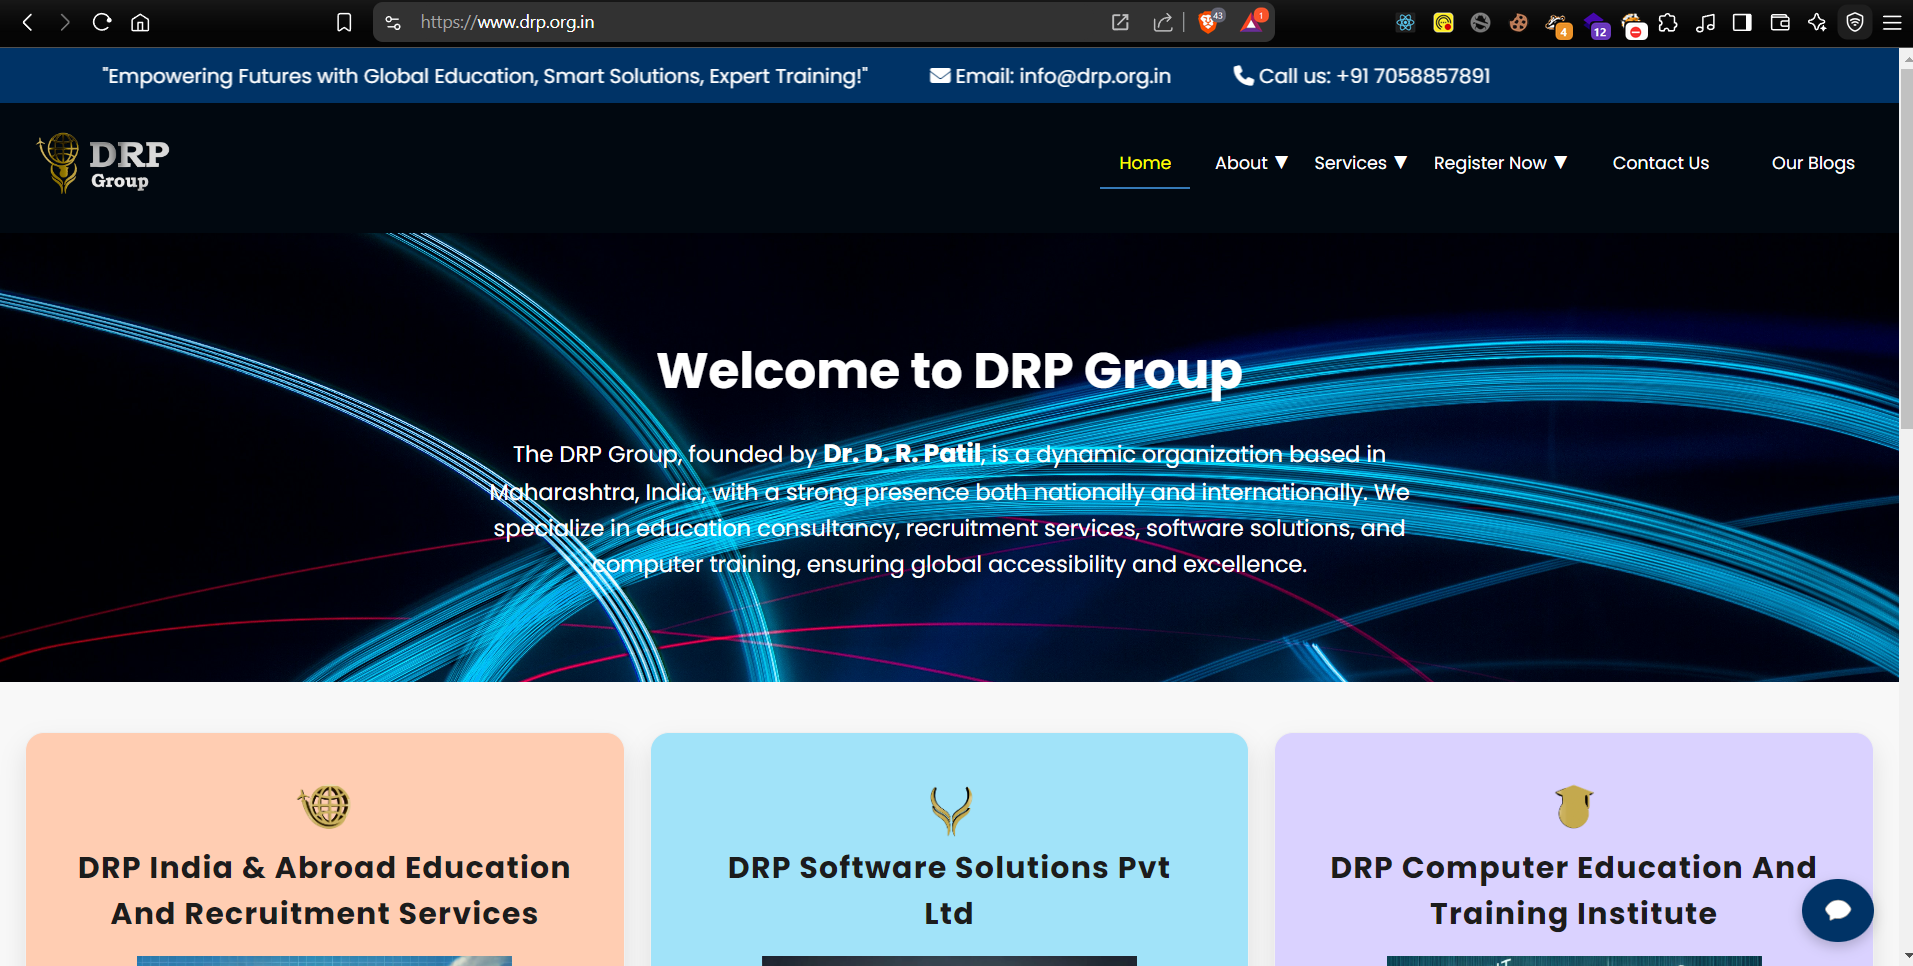 https://www.drp.org.in
43
1
4
12
"Empowering Futures with Global Education, Smart Solutions, Expert Training!"
Email: info@drp.org.in
Call us: +91 7058857891
DRP
Group
Home
About ▼
Services ▼
Register Now ▼
Contact Us
Our Blogs
Welcome to DRP Group
The DRP Group, founded by Dr. D. R. Patil, is a dynamic organization based in
Maharashtra, India, with a strong presence both nationally and internationally. We
specialize in education consultancy, recruitment services, software solutions, and
computer training, ensuring global accessibility and excellence.
DRP India & Abroad Education
And Recruitment Services
DRP Software Solutions Pvt
Ltd
DRP Computer Education And
Training Institute